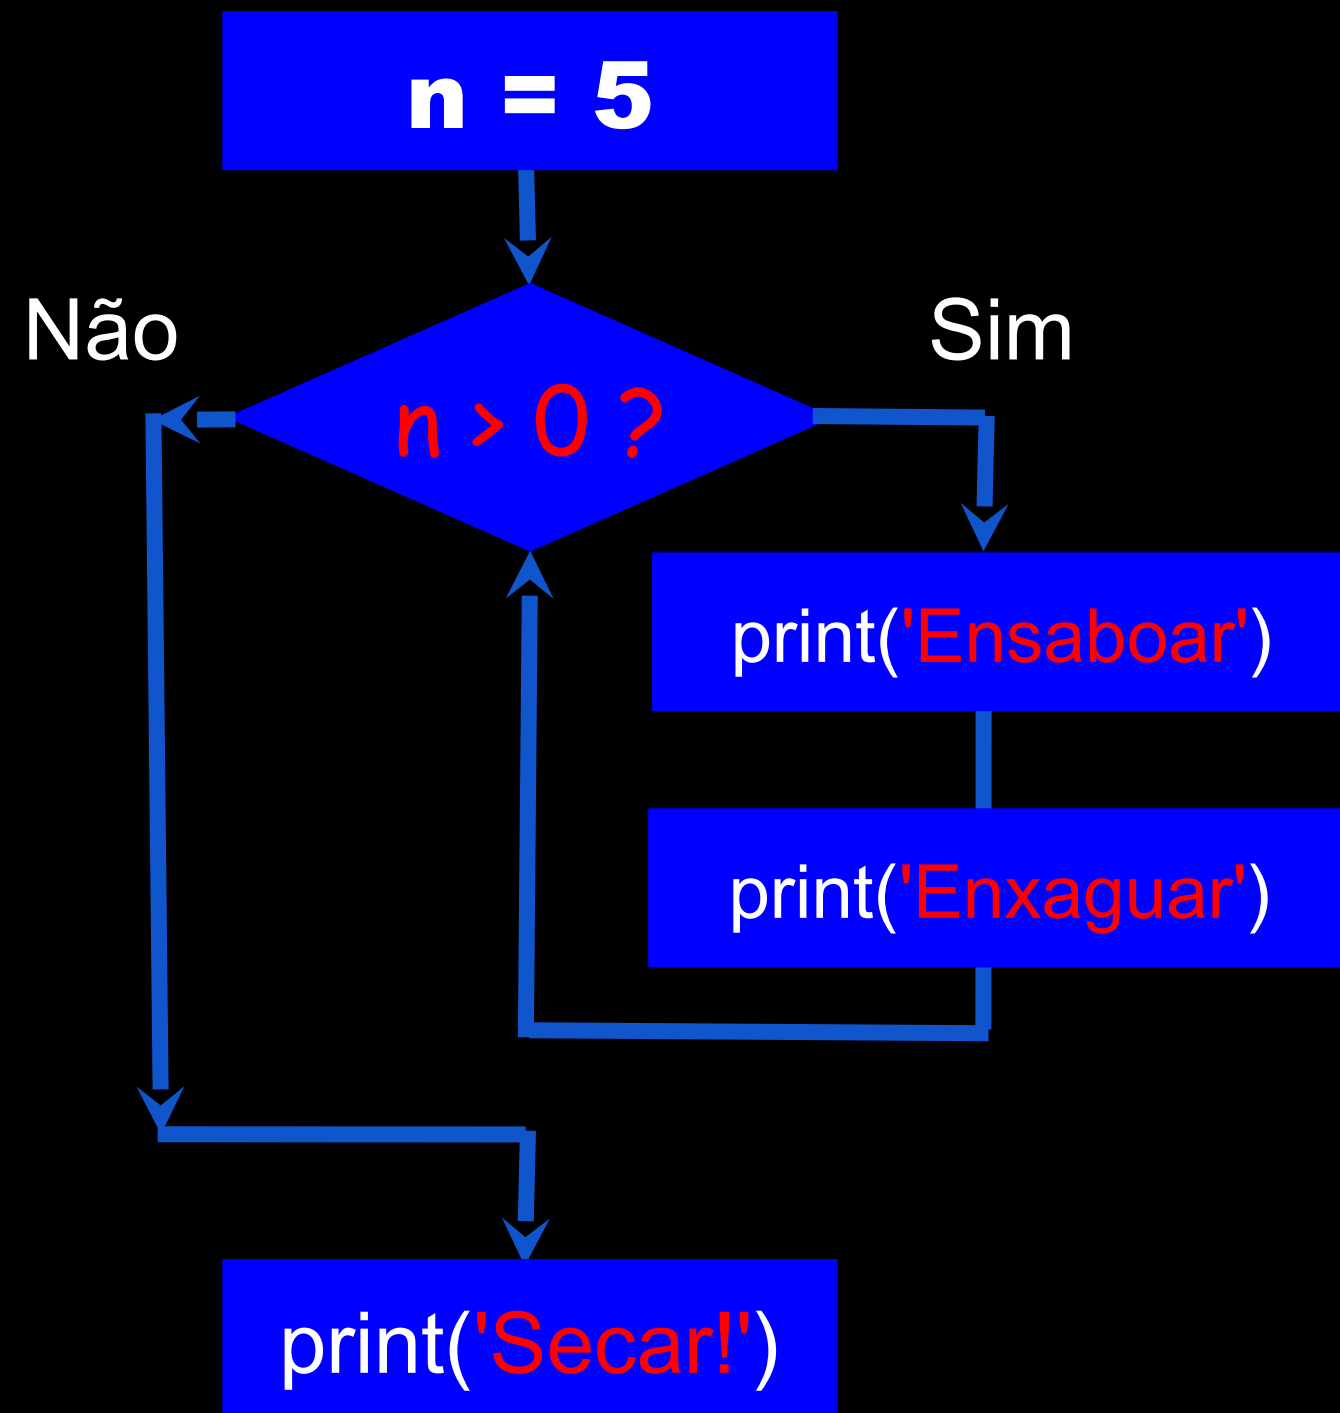 n = 5
Não
Sim
n > 0 ?
print('Ensaboar')
print('Enxaguar')
print('Secar!')